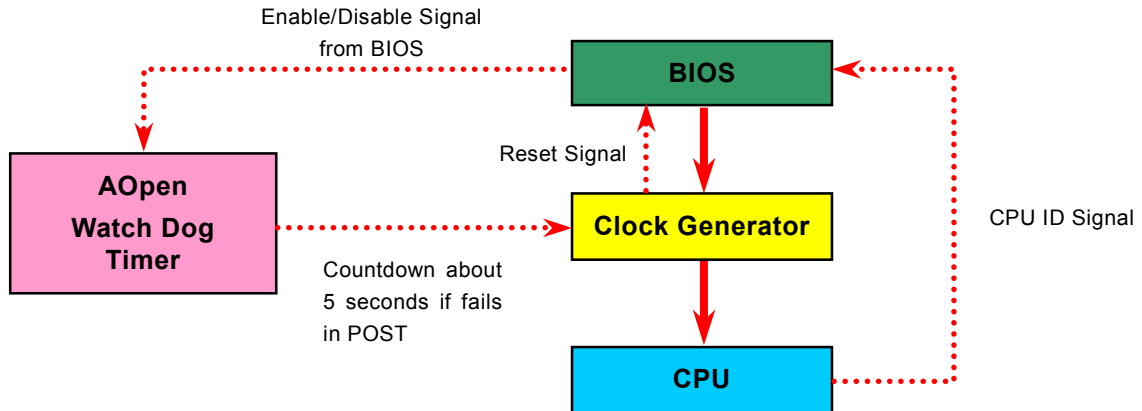 Enable/Disable Signal
from BIOS
BIOS
Reset Signal
AOpen
Watch Dog
Timer
Clock Generator
CPU ID Signal
Countdown about
5 seconds if fails
in POST
CPU